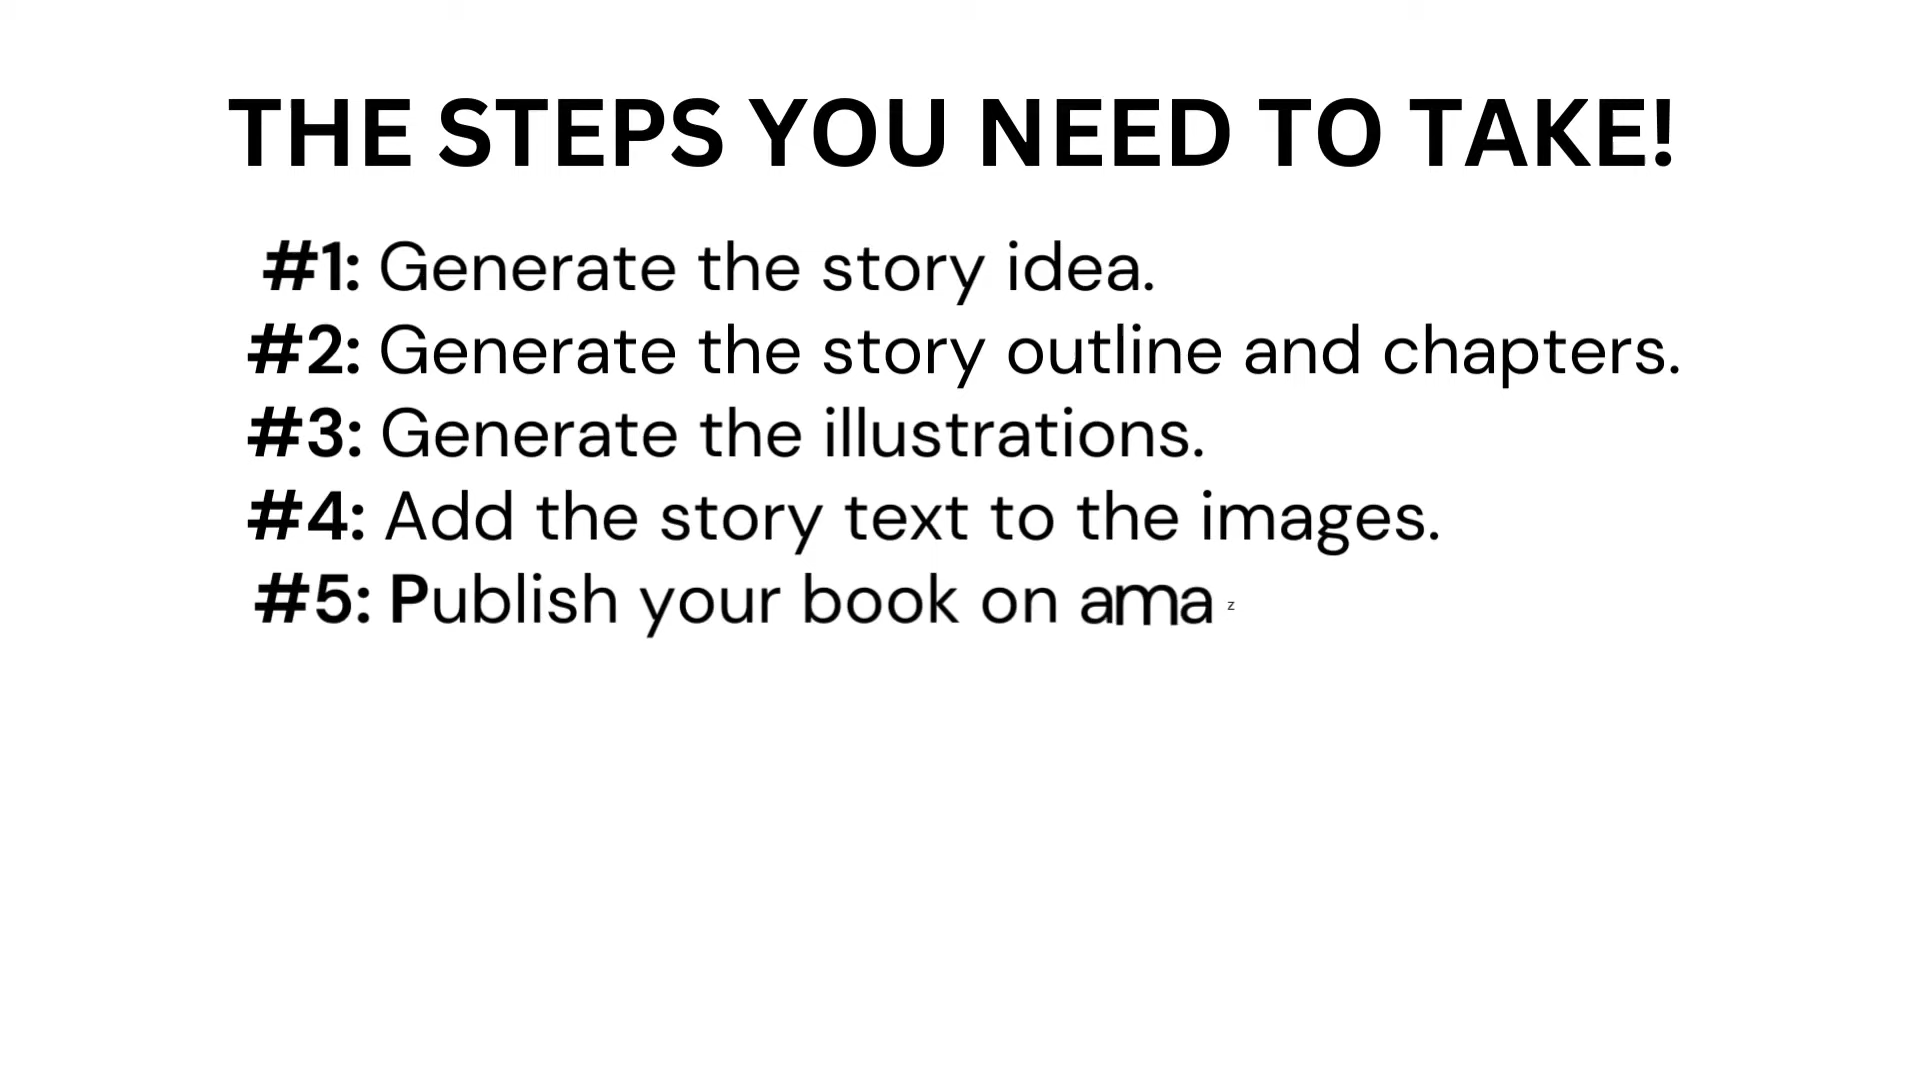 THE STEPS YOU NEED TO TAKE!
#1: Generate the story idea.
#2: Generate the story outline and chapters.
#3: Generate the illustrations.
#4: Add the story text to the images.
#5: Publish your book on ama z